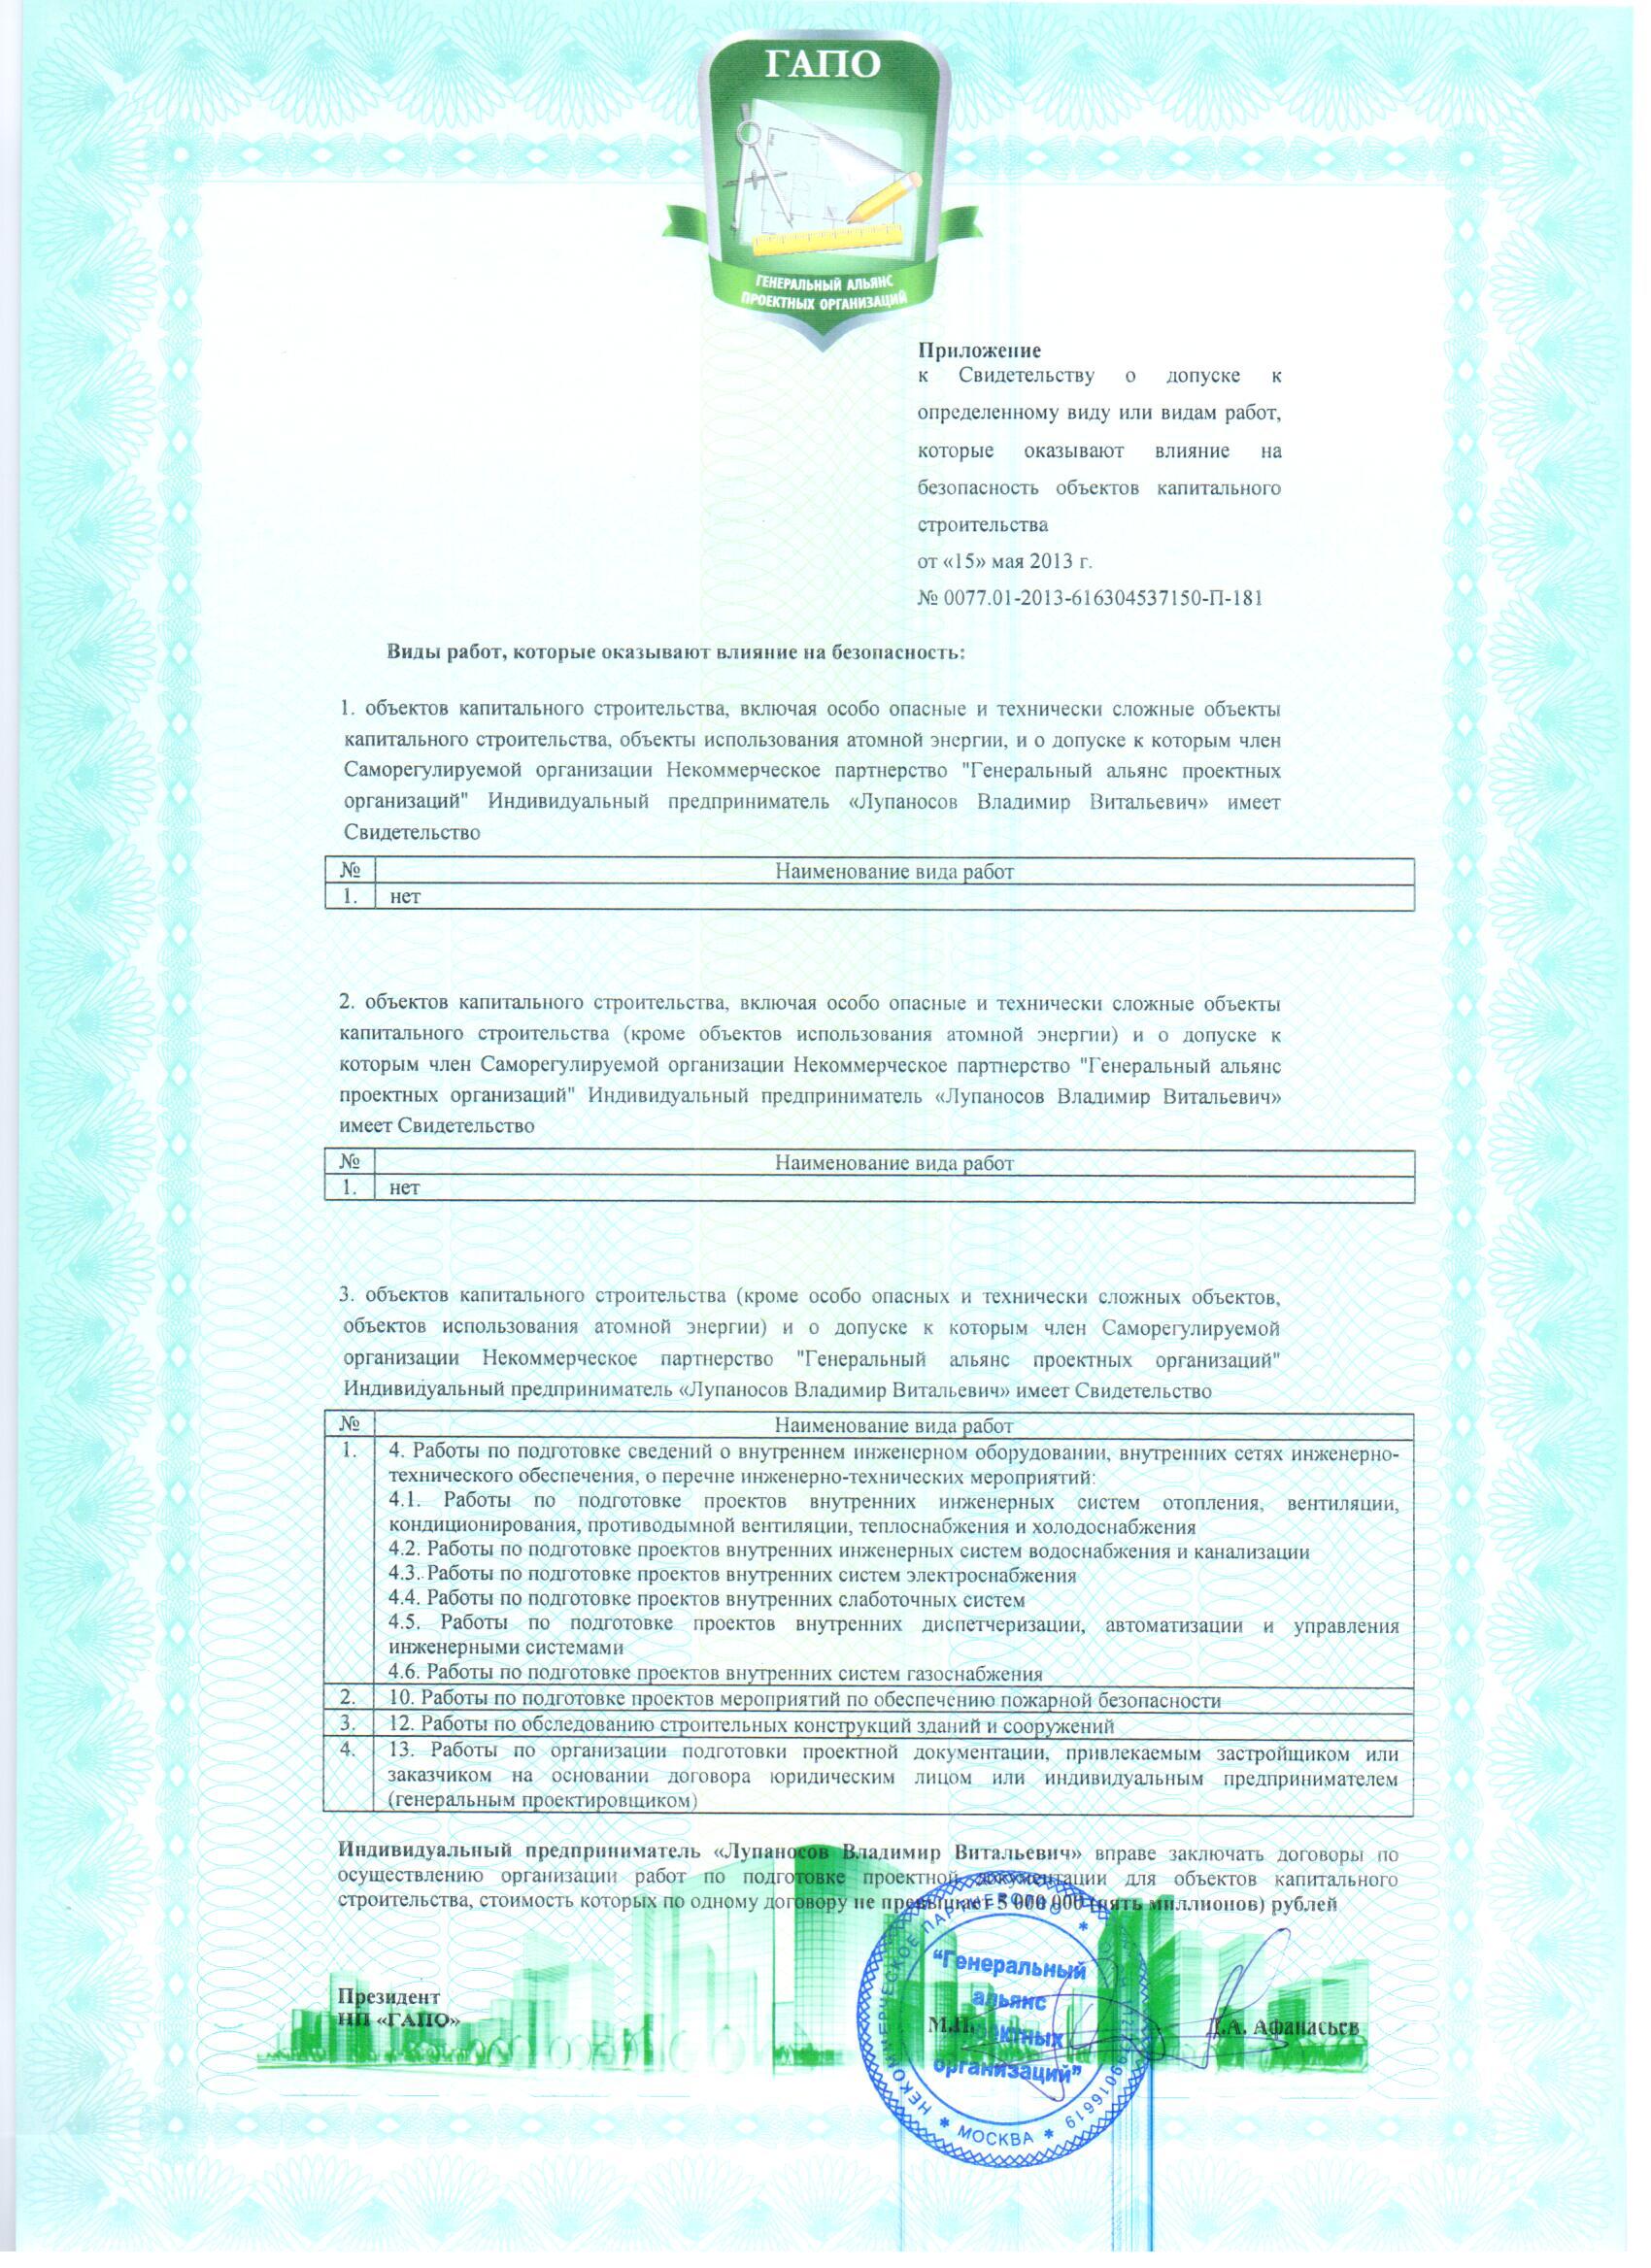 ГАПО
ГЕНЕРАЛЬНЫЙ АЛЬЯНС
ПРОЕКТНЫХ ОРГАНИЗАЦИЙ
Приложение
к Свидетельству о допуске к
определенному виду или видам работ,
которые оказывают влияние на
безопасность объектов капитального
строительства
от «15» мая 2013 г.
№ 0077.01-2013-616304537150-П-181
Виды работ, которые оказывают влияние на безопасность:
1. объектов капитального строительства, включая особо опасные и технически сложные объекты
капитального строительства, объекты использования атомной энергии, и о допуске к которым член
Саморегулируемой организации Некоммерческое партнерство "Генеральный альянс проектных
организаций" Индивидуальный предприниматель «Лупаносов Владимир Витальевич» имеет
Свидетельство
№ Наименование вида работ
1. нет
2. объектов капитального строительства, включая особо опасные и технически сложные объекты
капитального строительства (кроме объектов использования атомной энергии) и о допуске к
которым член Саморегулируемой организации Некоммерческое партнерство "Генеральный альянс
проектных организаций" Индивидуальный предприниматель «Лупаносов Владимир Витальевич»
имеет Свидетельство
№ Наименование вида работ
1. нет
3. объектов капитального строительства (кроме особо опасных и технически сложных объектов,
объектов использования атомной энергии) и о допуске к которым член Саморегулируемой
организации Некоммерческое партнерство "Генеральный альянс проектных организаций"
Индивидуальный предприниматель «Лупаносов Владимир Витальевич» имеет Свидетельство
№ Наименование вида работ
1. 4. Работы по подготовке сведений о внутреннем инженерном оборудовании, внутренних сетях инженерно-
технического обеспечения, о перечне инженерно-технических мероприятий:
4.1. Работы по подготовке проектов внутренних инженерных систем отопления, вентиляции,
кондиционирования, противодымной вентиляции, теплоснабжения и холодоснабжения
4.2. Работы по подготовке проектов внутренних инженерных систем водоснабжения и канализации
4.3. Работы по подготовке проектов внутренних систем электроснабжения
4.4. Работы по подготовке проектов внутренних слаботочных систем
4.5. Работы по подготовке проектов внутренних диспетчеризации, автоматизации и управления
инженерными системами
4.6. Работы по подготовке проектов внутренних систем газоснабжения
2. 10. Работы по подготовке проектов мероприятий по обеспечению пожарной безопасности
3. 12. Работы по обследованию строительных конструкций зданий и сооружений
4. 13. Работы по организации подготовки проектной документации, привлекаемым застройщиком или
заказчиком на основании договора юридическим лицом или индивидуальным предпринимателем
(генеральным проектировщиком)
Индивидуальный предприниматель «Лупаносов Владимир Витальевич» вправе заключать договоры по
осуществлению организации работ по подготовке проектной документации для объектов капитального
строительства, стоимость которых по одному договору не превышает 5 000 000 (пять миллионов) рублей
Президент
НП «ГАПО»
М.П.
Д.А. Афанасьев
НЕКОММЕРЧЕСКОЕ ПАРТНЕРСТВО
"Генеральный
альянс
проектных
организаций"
* МОСКВА *